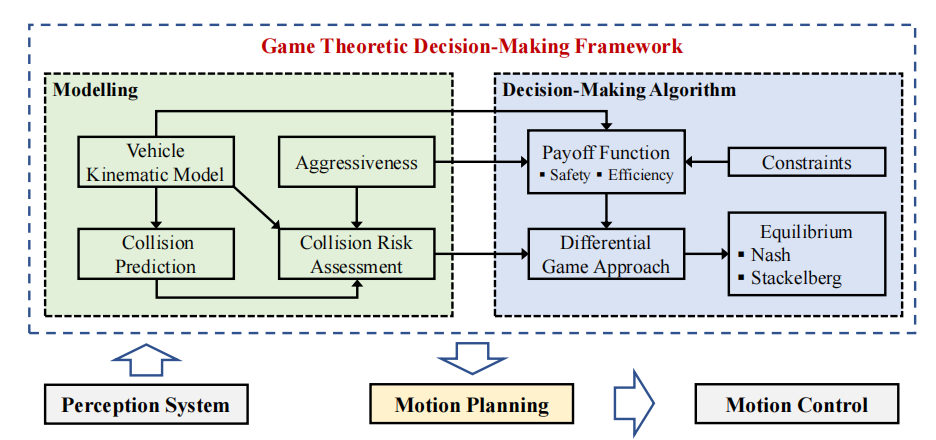 Game Theoretic Decision-Making Framework
Modelling
Vehicle
Kinematic Model
Aggressiveness
Collision
Prediction
Collision Risk
Assessment
Decision-Making Algorithm
Payoff Function
▪ Safety ▪ Efficiency
Constraints
Differential
Game Approach
Equilibrium
▪ Nash
▪ Stackelberg
Perception System
Motion Planning
Motion Control